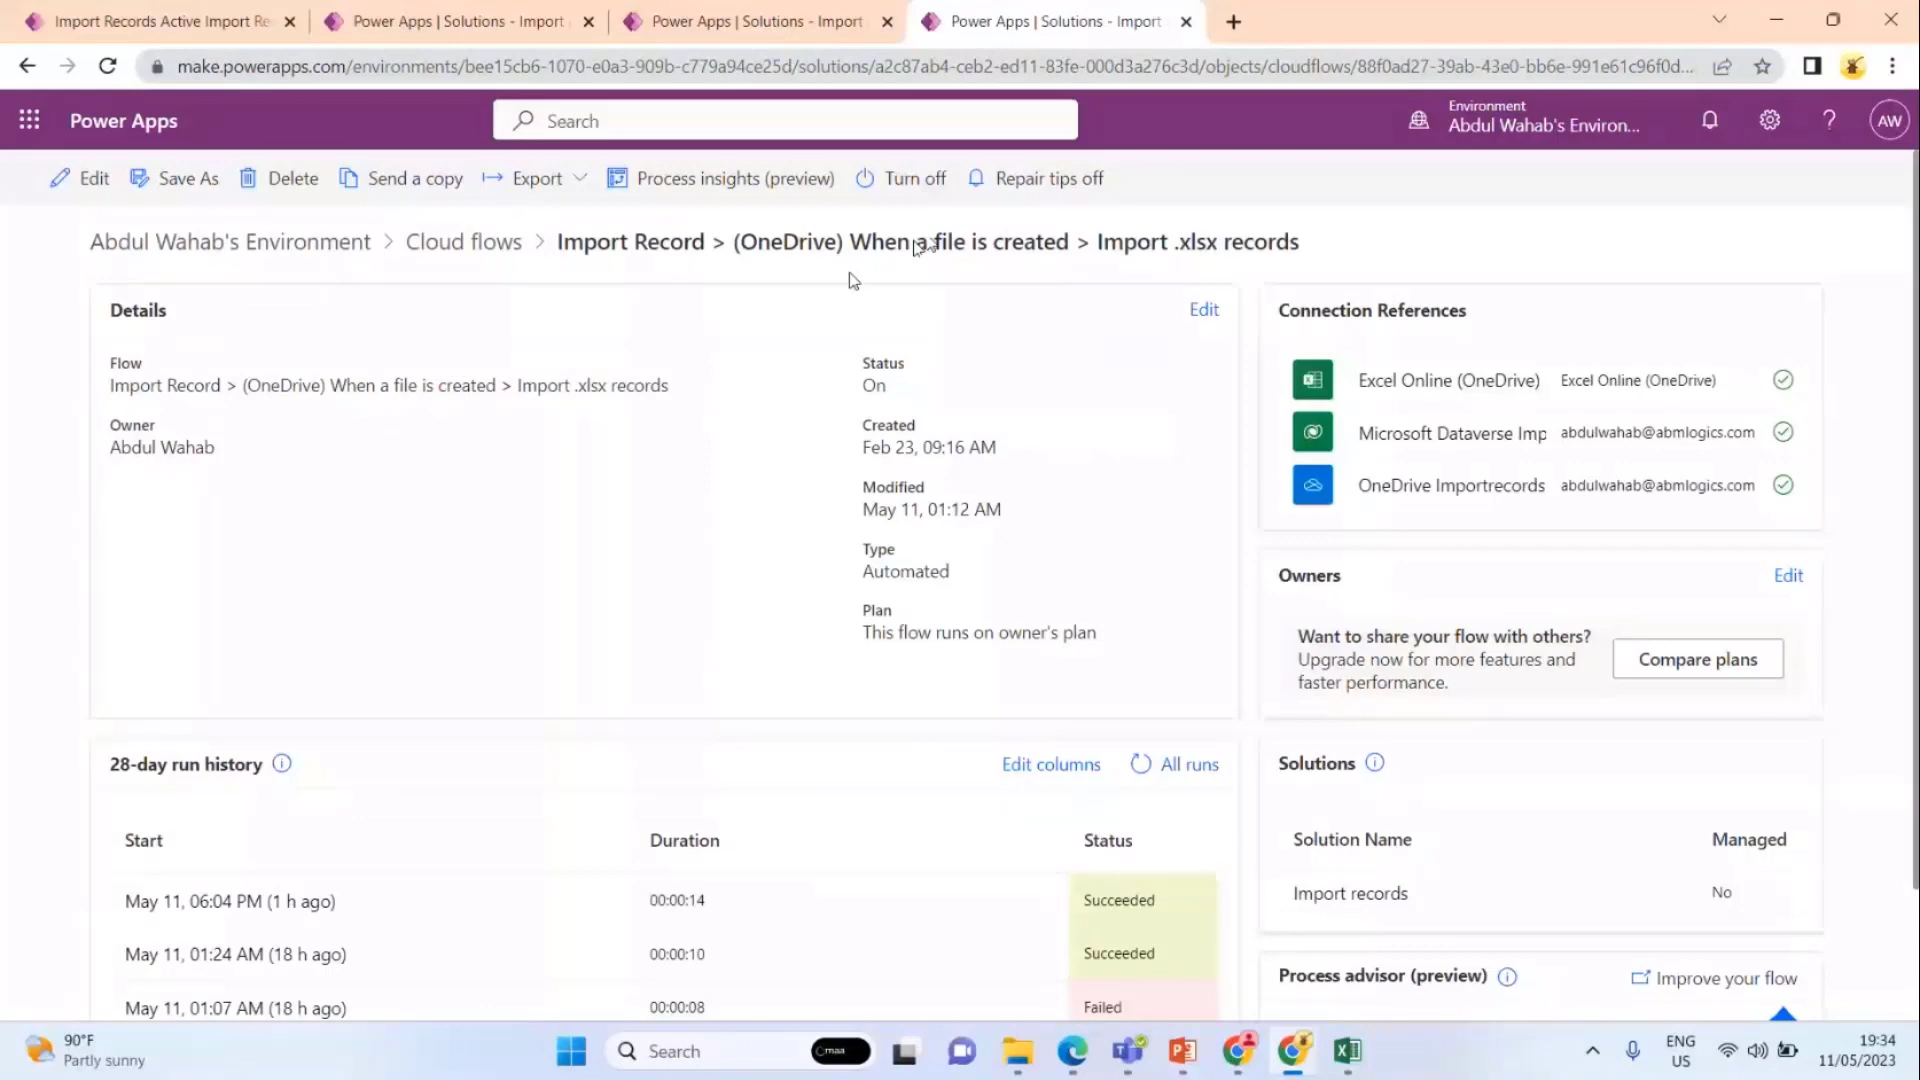 Import Records Active Import Re
Power Apps | Solutions - Import
Power Apps | Solutions - Import
Power Apps | Solutions - Import
make.powerapps.com/environments/bee15cb6-1070-e0a3-909b-c779a94ce25d/solutions/a2c87ab4-ceb2-ed11-83fe-000d3a276c3d/objects/cloudflows/88f0ad27-39ab-43e0-bb6e-991e61c96f0d...
Power Apps
Search
Environment
Abdul Wahab's Environ...
AW
Edit
Save As
Delete
Send a copy
Export
Process insights (preview)
Turn off
Repair tips off
Abdul Wahab's Environment > Cloud flows > Import Record > (OneDrive) When a file is created > Import .xlsx records
Details
Edit
Flow
Import Record > (OneDrive) When a file is created > Import .xlsx records
Owner
Abdul Wahab
Status
On
Created
Feb 23, 09:16 AM
Modified
May 11, 01:12 AM
Type
Automated
Plan
This flow runs on owner's plan
Connection References
Excel Online (OneDrive) Excel Online (OneDrive)
Microsoft Dataverse Imp abdulwahab@abmlogics.com
OneDrive Importrecords abdulwahab@abmlogics.com
Owners
Edit
Want to share your flow with others?
Upgrade now for more features and
faster performance.
Compare plans
28-day run history
Edit columns
All runs
Start Duration Status
May 11, 06:04 PM (1 h ago) 00:00:14 Succeeded
May 11, 01:24 AM (18 h ago) 00:00:10 Succeeded
May 11, 01:07 AM (18 h ago) 00:00:08 Failed
Solutions
Solution Name Managed
Import records No
Process advisor (preview)
Improve your flow
90°F
Partly sunny
Search
maa
ENG
US
19:34
11/05/2023